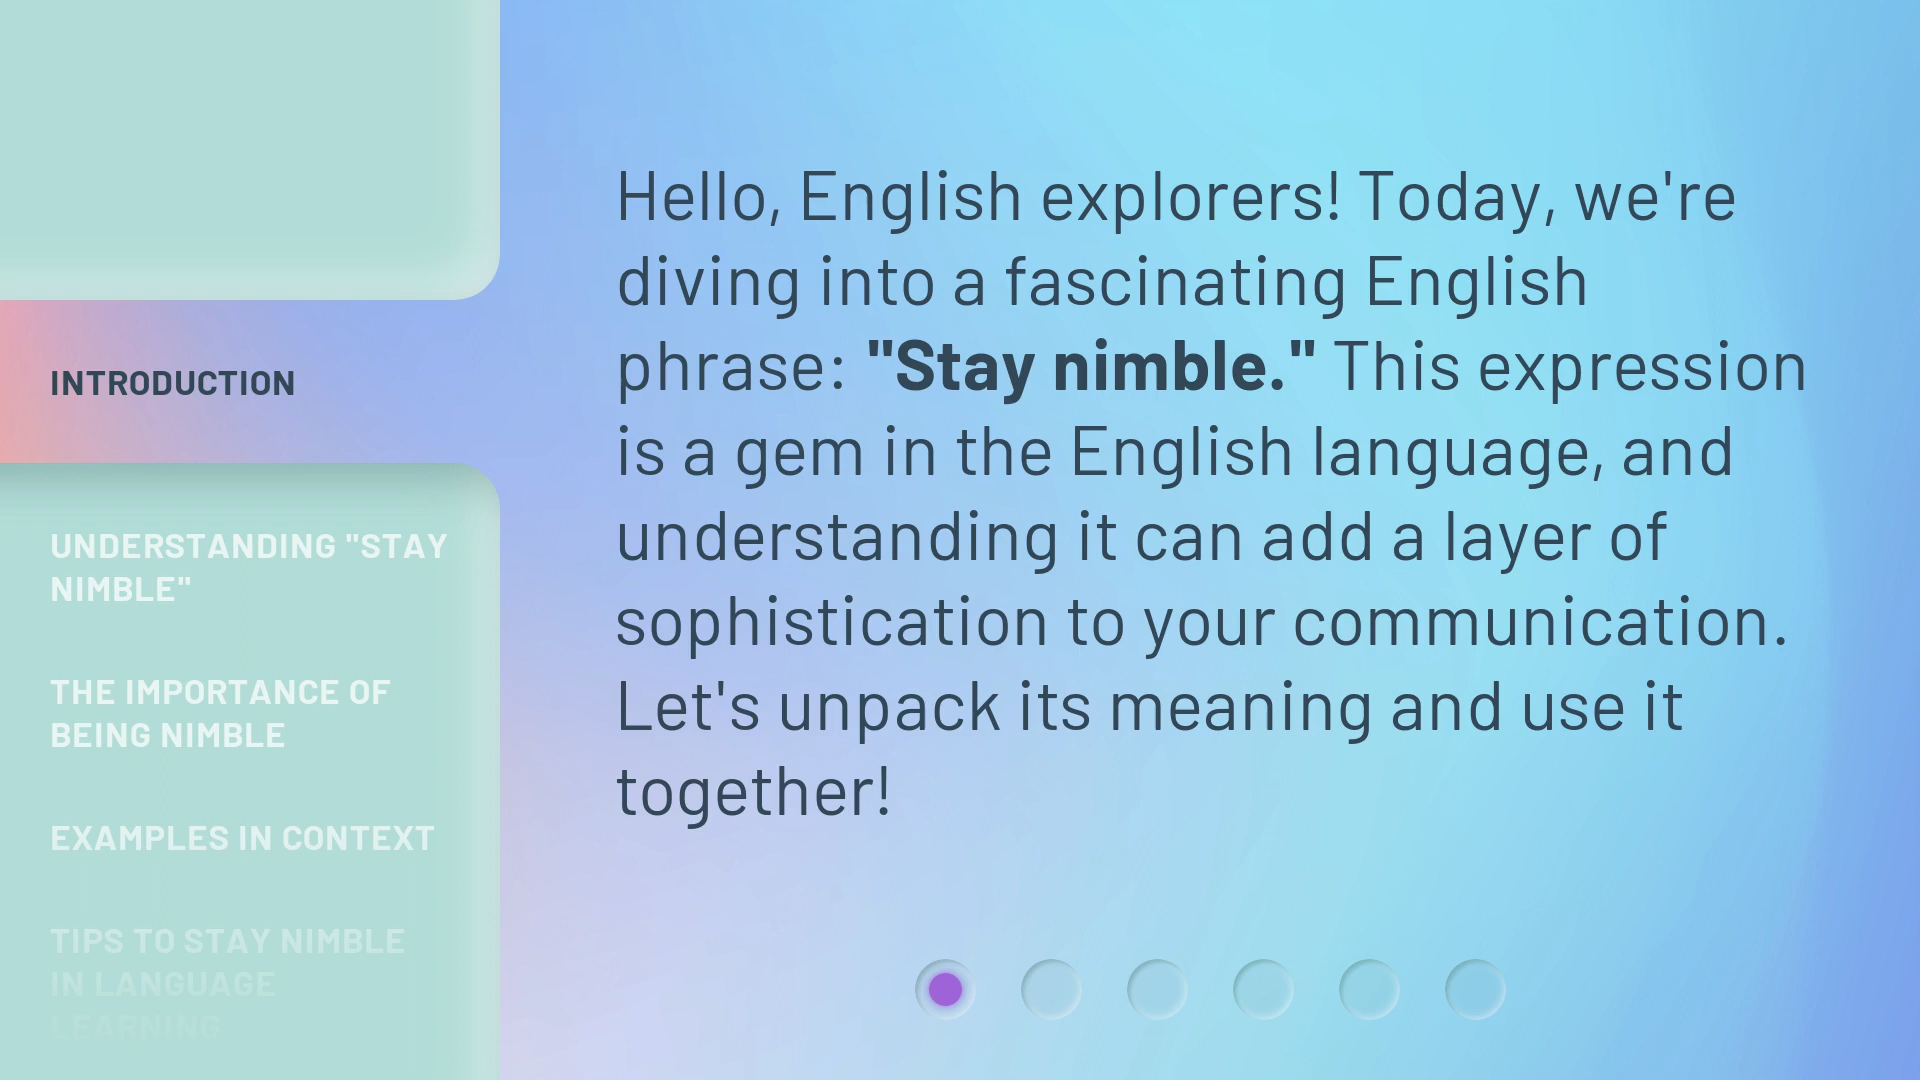 INTRODUCTION
UNDERSTANDING "STAY
NIMBLE"
THE IMPORTANCE OF
BEING NIMBLE
EXAMPLES IN CONTEXT
TIPS TO STAY NIMBLE
IN LANGUAGE
LEARNING
Hello, English explorers! Today, we're
diving into a fascinating English
phrase: "Stay nimble." This expression
is a gem in the English language, and
understanding it can add a layer of
sophistication to your communication.
Let's unpack its meaning and use it
together!